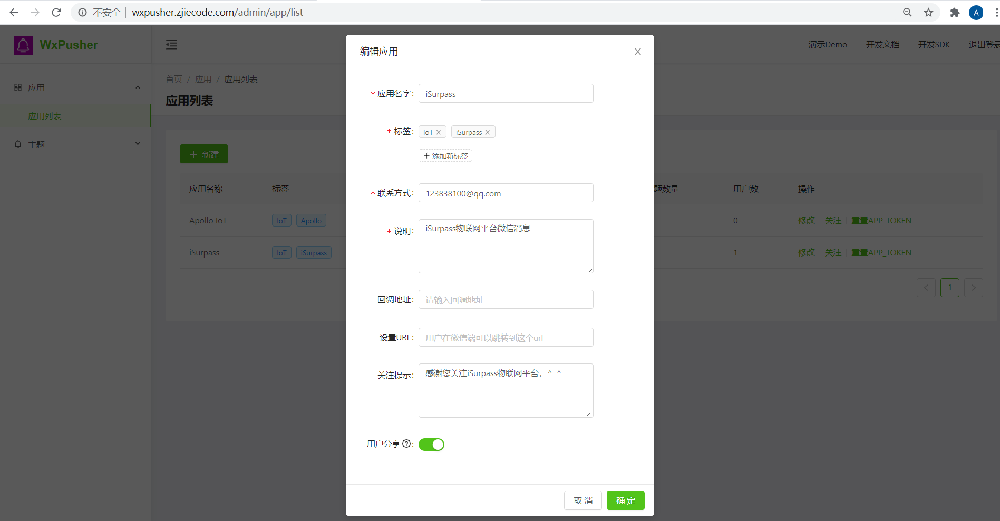 不安全 | wxpusher.zjiecode.com/admin/app/list
A
WxPusher
演示Demo 开发文档 开发SDK 退出登录
应用
应用列表
主题
首页 / 应用 / 应用列表
应用列表
+ 新建
应用名称 标签 题数量 用户数 操作
Apollo IoT IoT Apollo 0 修改 关注 重置APP_TOKEN
iSurpass IoT iSurpass 1 修改 关注 重置APP_TOKEN
< 1 >
编辑应用 X
* 应用名字: iSurpass
* 标签: IoT × iSurpass ×
+ 添加新标签
* 联系方式: 123838100@qq.com
* 说明: iSurpass物联网平台微信消息
回调地址: 请输入回调地址
设置URL: 用户在微信端可以跳转到这个url
关注提示: 感谢您关注iSurpass物联网平台，^_^
用户分享?:
取 消 确 定